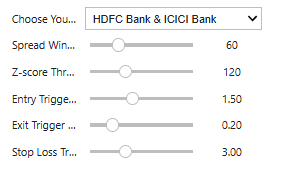 Choose You... HDFC Bank & ICICI Bank
Spread Win... 60
Z-score Thr... 120
Entry Trigge... 1.50
Exit Trigger ... 0.20
Stop Loss Tr... 3.00